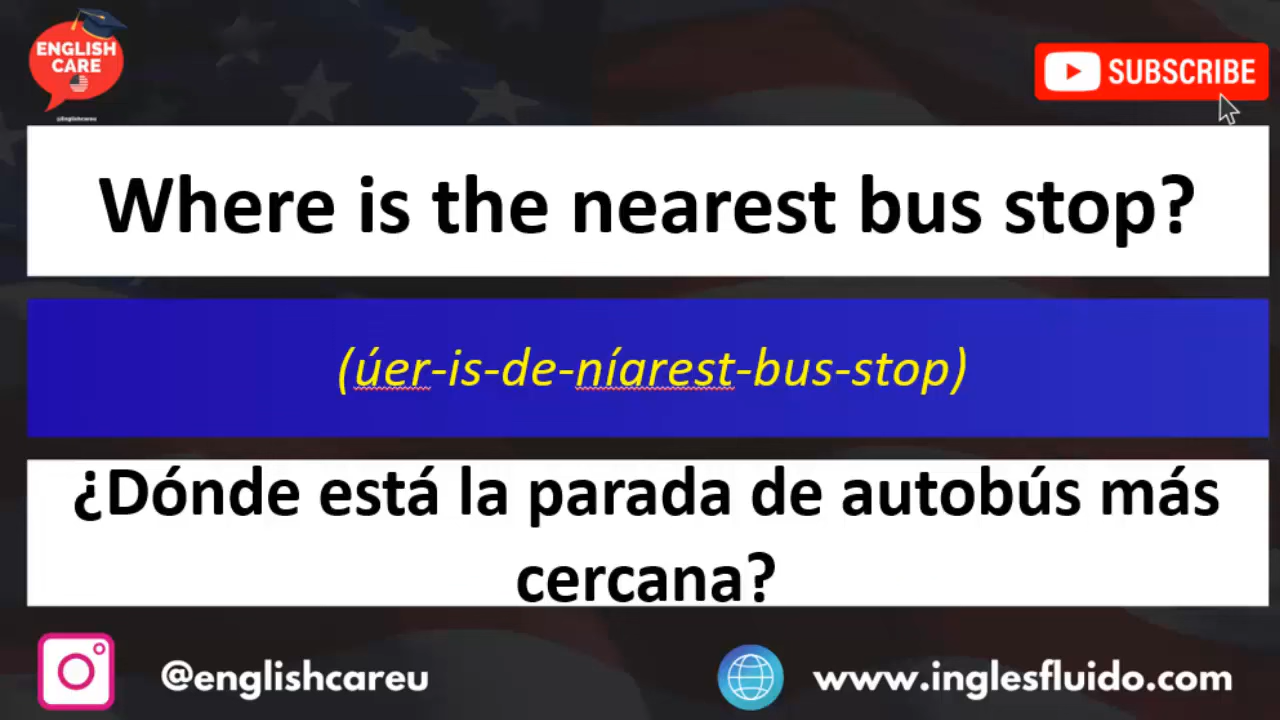 ENGLISH
CARE
@Englishcareu
SUBSCRIBE
Where is the nearest bus stop?
(úer-is-de-níarest-bus-stop)
¿Dónde está la parada de autobús más
cercana?
@englishcareu
www.inglesfluido.com